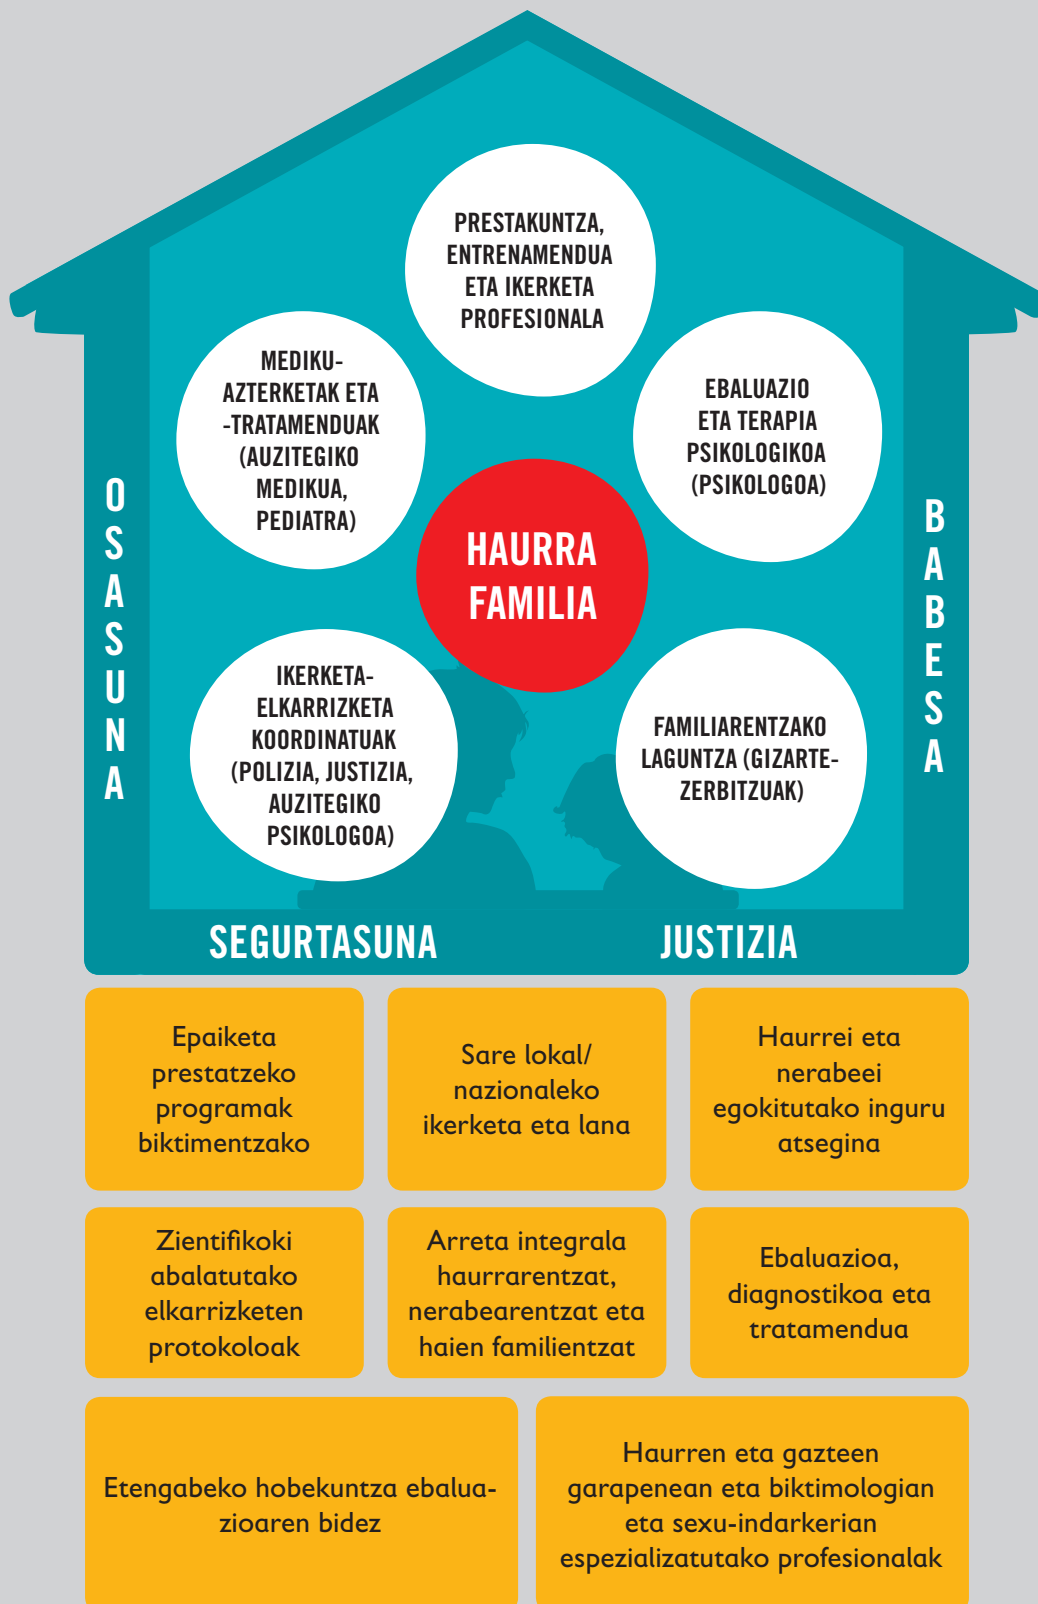 PRESTAKUNTZA,
ENTRENAMENDUA
ETA IKERKETA
PROFESIONALA
MEDIKU-
AZTERKETAK ETA
-TRATAMENDUAK
(AUZITEGIKO
MEDIKUA,
PEDIATRA)
EBALUAZIO
ETA TERAPIA
PSIKOLOGIKOA
(PSIKOLOGOA)
HAURRA
FAMILIA
OSASUNA
BABESA
IKERKETA-
ELKARRIZKETA
KOORDINATUAK
(POLIZIA, JUSTIZIA,
AUZITEGIKO
PSIKOLOGOA)
FAMILIARENTZAKO
LAGUNTZA (GIZARTE-
ZERBITZUAK)
SEGURTASUNA
JUSTIZIA
Epaiketa
prestatzeko
programak
biktimentzako
Sare lokal/
nazionaleko
ikerketa eta lana
Haurrei eta
nerabeei
egokitutako inguru
atsegina
Zientifikoki
abalatutako
elkarrizketen
protokoloak
Arreta integrala
haurrarentzat,
nerabearentzat eta
haien familientzat
Ebaluazioa,
diagnostikoa eta
tratamendua
Etengabeko hobekuntza ebalua-
zioaren bidez
Haurren eta gazteen
garapenean eta biktimologian
eta sexu-indarkerian
espezializatutako profesionalak